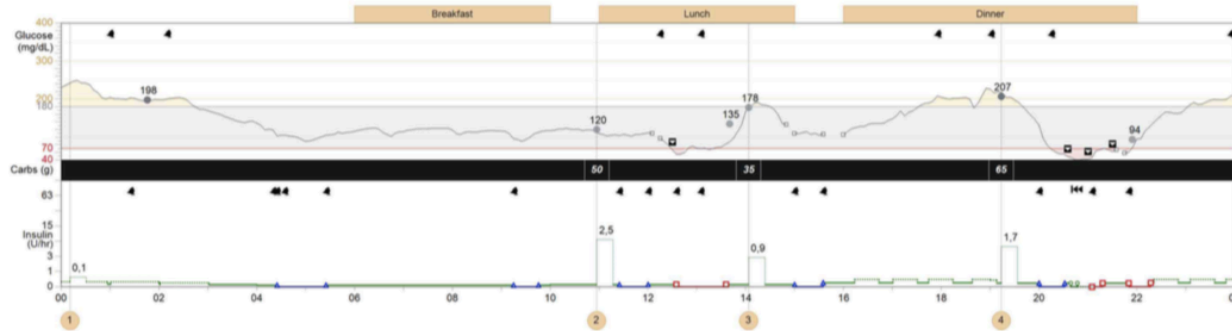 Breakfast Lunch Dinner
400
Glucose
(mg/dL)
300
200
180
70
40
198 120 135 178 207 94
Carbs (g) 50 35 65
63
15
Insulin
(U/hr)
3
1
0
0,1 2,5 0,9 1,7
00 02 04 06 08 10 12 14 16 18 20 22
1 2 3 4